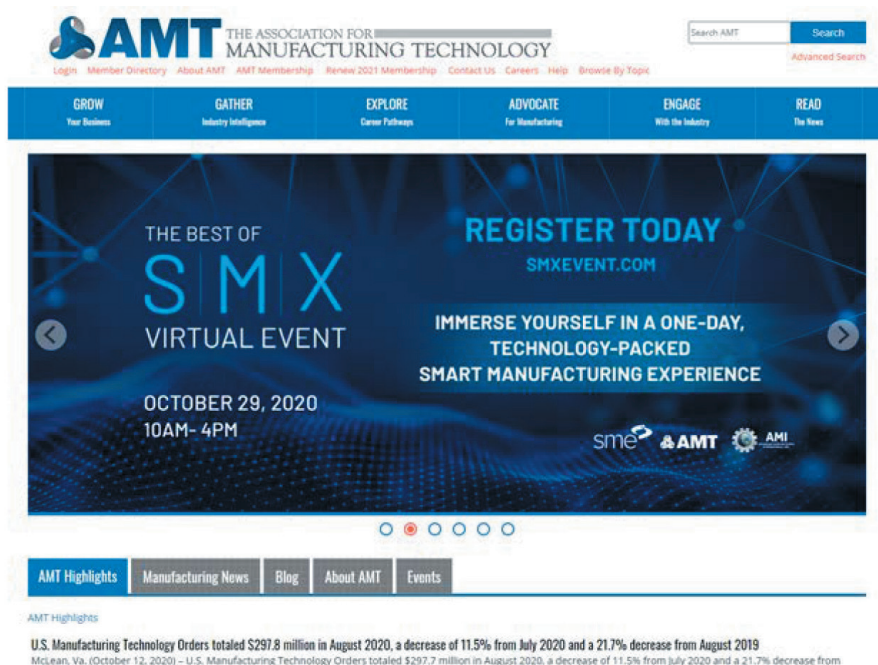 AMT THE ASSOCIATION FOR
MANUFACTURING TECHNOLOGY
Search AMT
Search
Advanced Search
Login Member Directory About AMT AMT Membership Renew 2021 Membership Contact Us Careers Help Browse By Topic
GROW GATHER EXPLORE ADVOCATE ENGAGE READ
Your Business Industry Intelligence Career Pathways For Manufacturing With the Industry The News
THE BEST OF
S|M|X
VIRTUAL EVENT
OCTOBER 29, 2020
10AM- 4PM
REGISTER TODAY
SMXEVENT.COM
IMMERSE YOURSELF IN A ONE-DAY,
TECHNOLOGY-PACKED
SMART MANUFACTURING EXPERIENCE
sme AMT AMI
AMT Highlights Manufacturing News Blog About AMT Events
AMT Highlights
U.S. Manufacturing Technology Orders totaled $297.8 million in August 2020, a decrease of 11.5% from July 2020 and a 21.7% decrease from August 2019
McLean, Va. (October 12, 2020) – U.S. Manufacturing Technology Orders totaled $297.7 million in August 2020, a decrease of 11.5% from July 2020 and a 21.7% decrease from